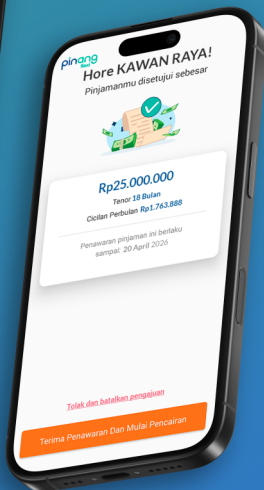 pinang
Hore KAWAN RAYA!
Pinjamanmu disetujui sebesar
Rp25.000.000
Tenor 18 Bulan
Cicilan Perbulan Rp1.763.888
Penawaran pinjaman ini berlaku
sampai: 20 April 2026
Tolak dan batalkan pengajuan
Terima Penawaran Dan Mulai Pencairan